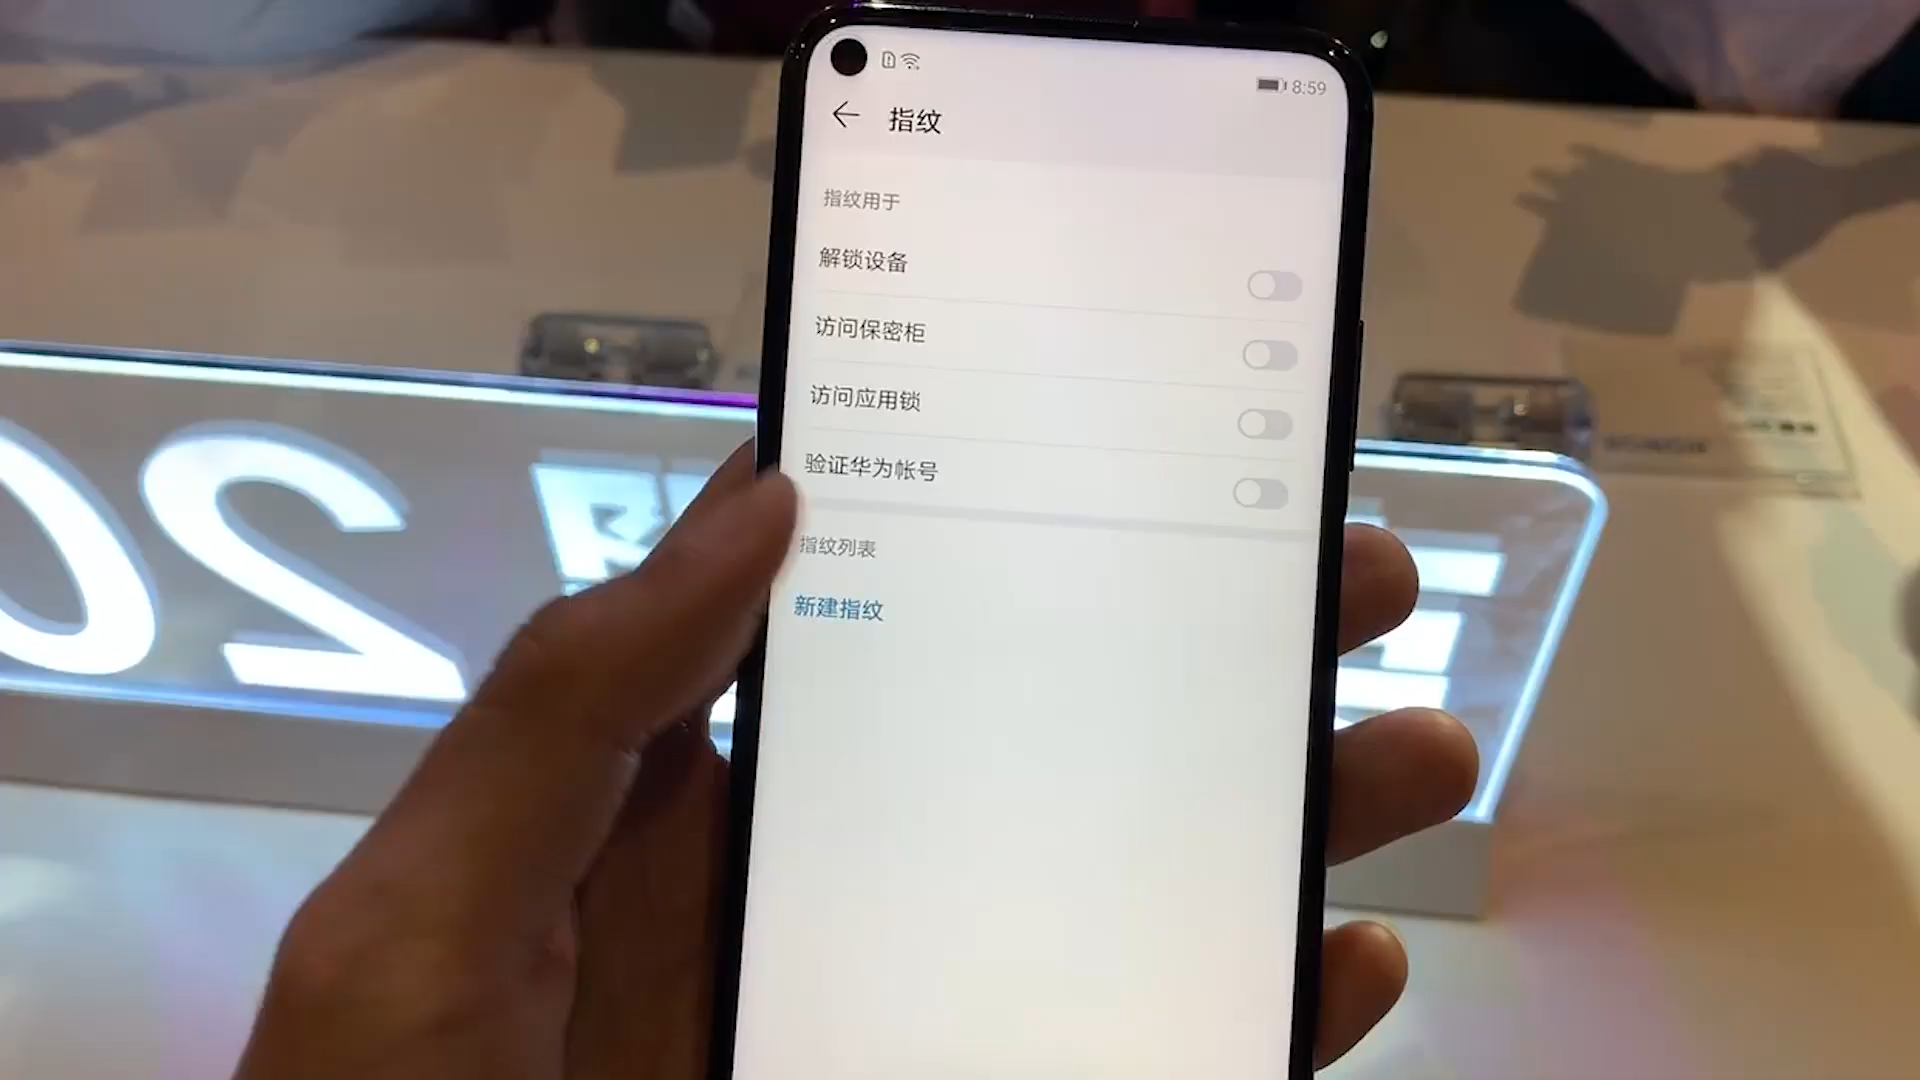 8:59
指纹
指纹用于
解锁设备
访问保密柜
访问应用锁
验证华为帐号
指纹列表
新建指纹
20